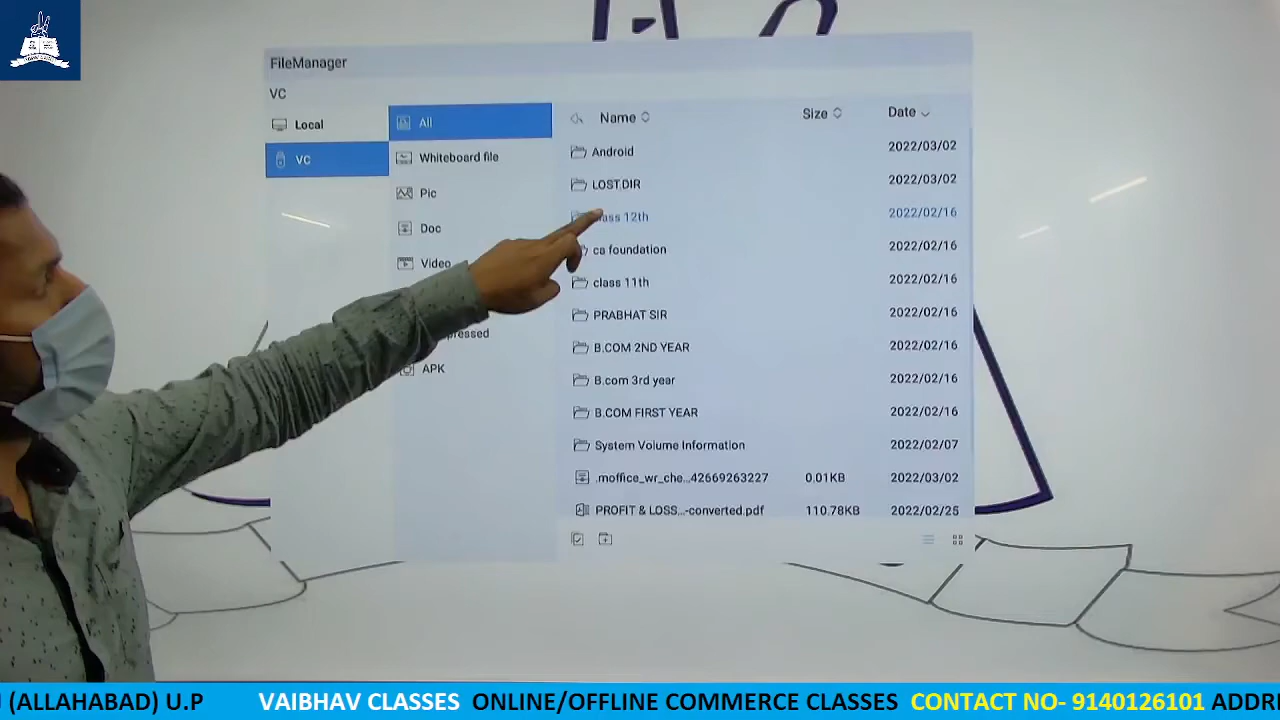 FileManager
VC
Local
VC
All
Whiteboard file
Pic
Doc
Video
pressed
APK
Name Size Date
Android 2022/03/02
LOST.DIR 2022/03/02
lass 12th 2022/02/16
ca foundation 2022/02/16
class 11th 2022/02/16
PRABHAT SIR 2022/02/16
B.COM 2ND YEAR 2022/02/16
B.com 3rd year 2022/02/16
B.COM FIRST YEAR 2022/02/16
System Volume Information 2022/02/07
.moffice_wr_che...42669263227 0.01KB 2022/03/02
PROFIT & LOSS...-converted.pdf 110.78KB 2022/02/25
(ALLAHABAD) U.P VAIBHAV CLASSES ONLINE/OFFLINE COMMERCE CLASSES CONTACT NO- 9140126101 ADDR